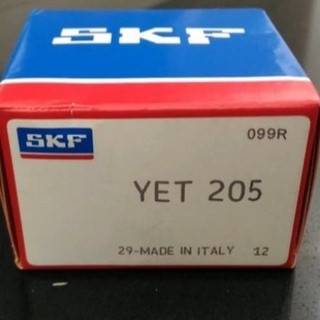 SKF
SKF
099R
YET 205
29-MADE IN ITALY 12